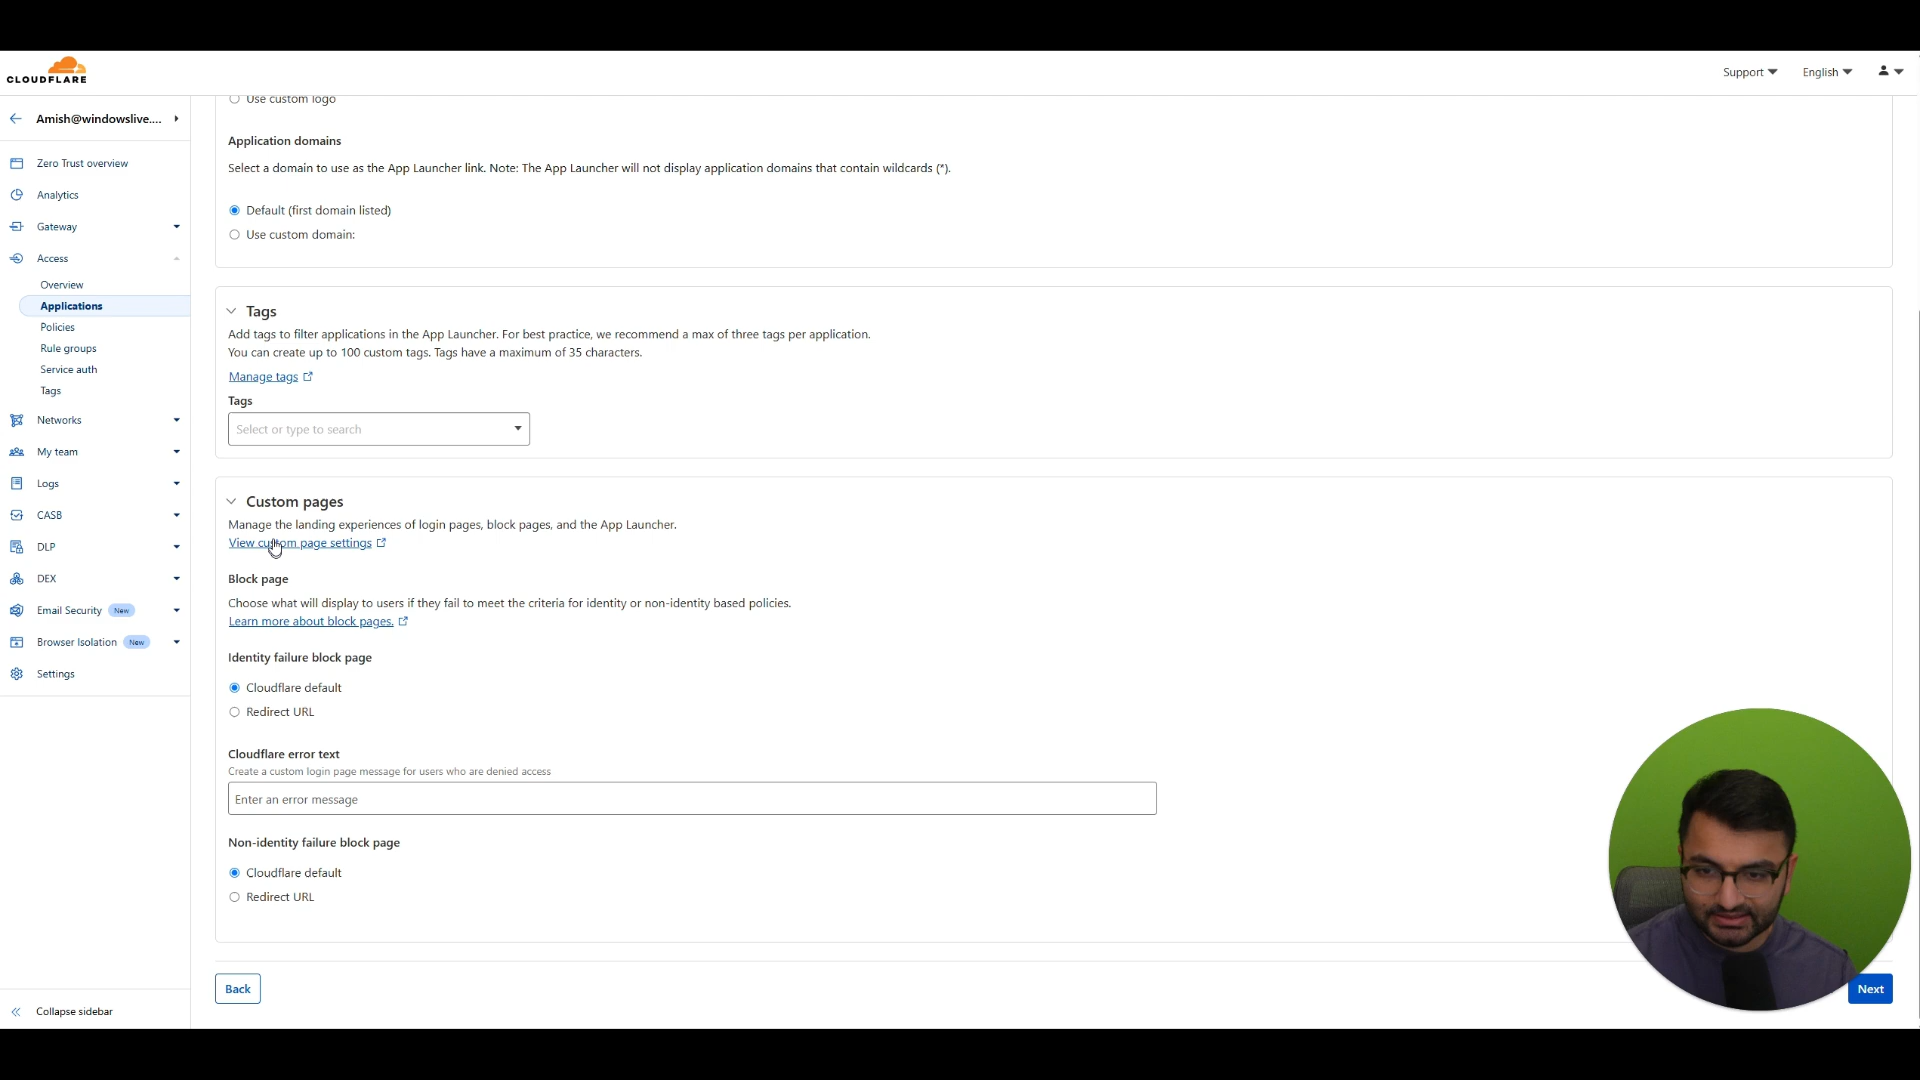 CLOUDFLARE
Support
English
Amish@windowslive....
Zero Trust overview
Analytics
Gateway
Access
Overview
Applications
Policies
Rule groups
Service auth
Tags
Networks
My team
Logs
CASB
DLP
DEX
Email Security New
Browser Isolation New
Settings
Collapse sidebar
Use custom logo
Application domains
Select a domain to use as the App Launcher link. Note: The App Launcher will not display application domains that contain wildcards (*).
Default (first domain listed)
Use custom domain:
Tags
Add tags to filter applications in the App Launcher. For best practice, we recommend a max of three tags per application.
You can create up to 100 custom tags. Tags have a maximum of 35 characters.
Manage tags
Tags
Select or type to search
Custom pages
Manage the landing experiences of login pages, block pages, and the App Launcher.
View custom page settings
Block page
Choose what will display to users if they fail to meet the criteria for identity or non-identity based policies.
Learn more about block pages.
Identity failure block page
Cloudflare default
Redirect URL
Cloudflare error text
Create a custom login page message for users who are denied access
Enter an error message
Non-identity failure block page
Cloudflare default
Redirect URL
Back
Next